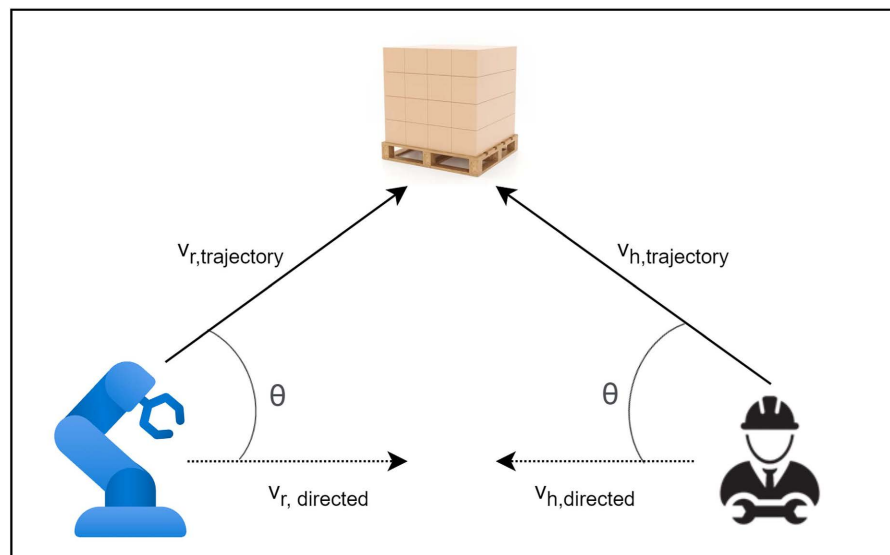 v_r,trajectory
v_h,trajectory
θ
θ
v_r, directed
v_h,directed